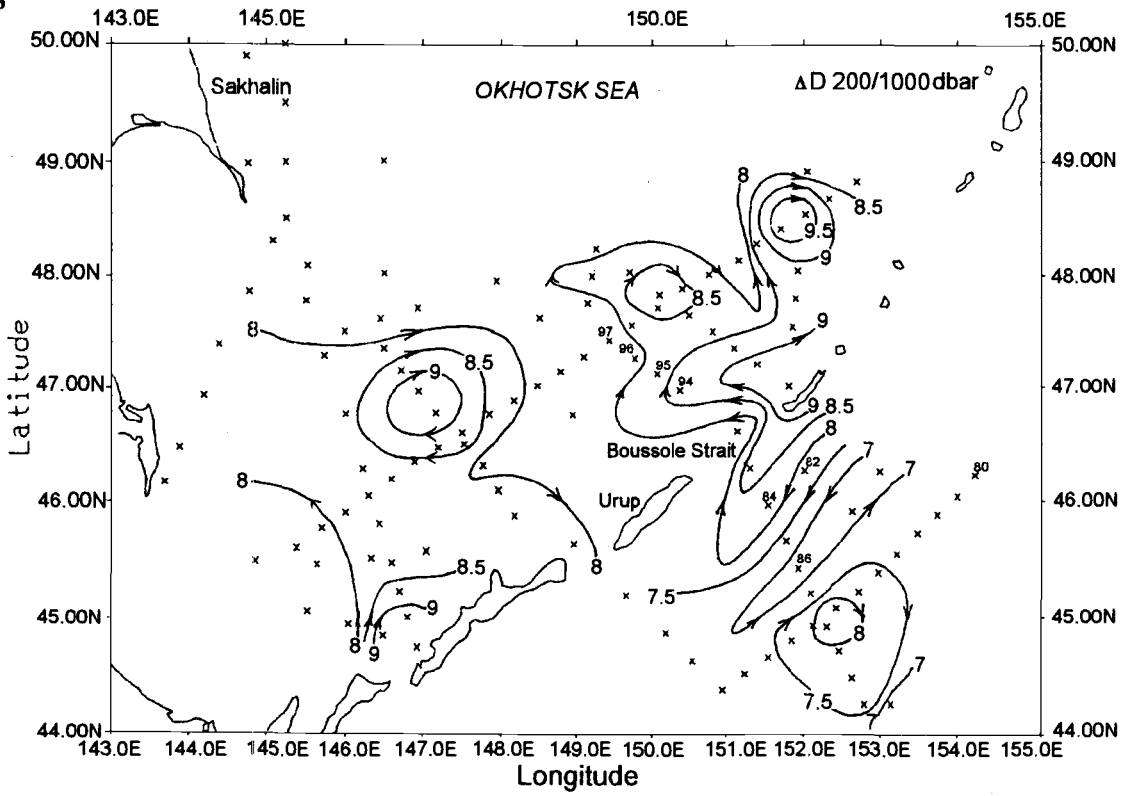 143.0E 145.0E 150.0E 155.0E
50.00N 50.00N
Sakhalin OKHOTSK SEA ΔD 200/1000dbar
49.00N 49.00N
8 8.5
9.5
9
48.00N 48.00N
8.5
8 97 9
96
8.5 95
9 94
47.00N 47.00N
9 8.5
8
Boussole Strait 7 7 80
82
8 84
46.00N Urup 46.00N
86
8 8.5
7.5
9
45.00N 45.00N
8 9 8
7
7.5
44.00N 44.00N
143.0E 144.0E 145.0E 146.0E 147.0E 148.0E 149.0E 150.0E 151.0E 152.0E 153.0E 154.0E 155.0E
Longitude
Latitude